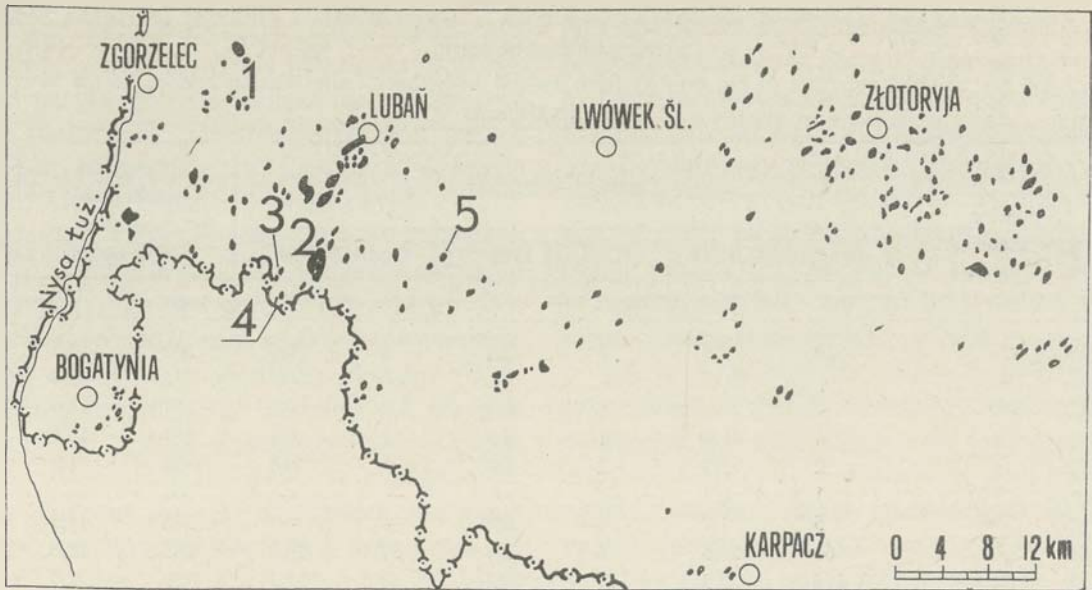 ZGORZELEC
1
LUBAŃ
LWÓWEK ŚL.
ZŁOTORYJA
Nysa Łuż.
3
2
5
4
BOGATYNIA
KARPACZ
0 4 8 12 km